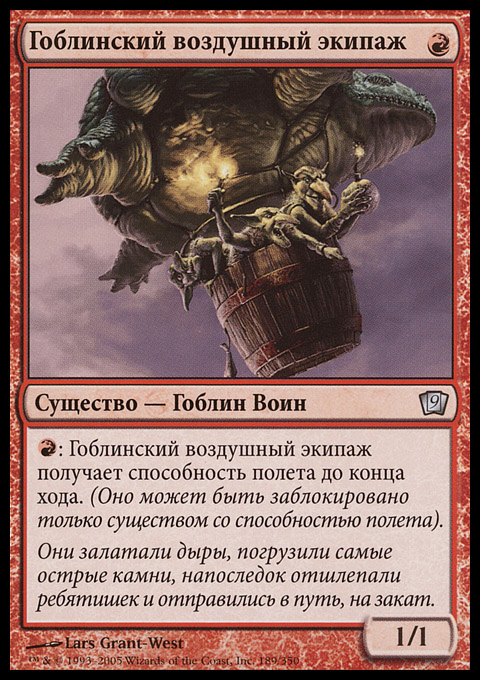 Гоблинский воздушный экипаж
Существо — Гоблин Воин
9
: Гоблинский воздушный экипаж
получает способность полета до конца
хода. (Оно может быть заблокировано
только существом со способностью полета).
Они залатали дыры, погрузили самые
острые камни, напоследок отшлепали
ребятишек и отправились в путь, на закат.
Lars Grant-West
1/1
™ & © 1993–2005 Wizards of the Coast, Inc. 189/350